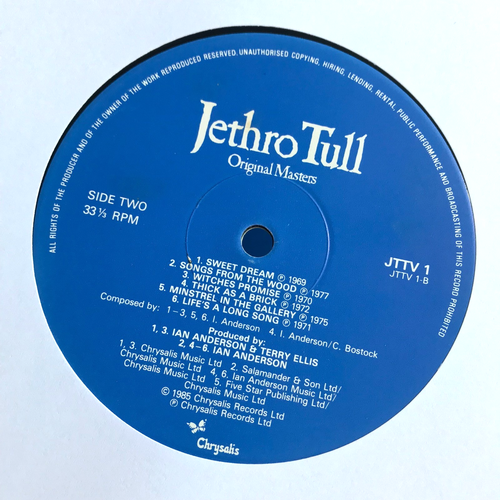 ALL RIGHTS OF THE PRODUCER AND OF THE OWNER OF THE WORK REPRODUCED RESERVED. UNAUTHORISED COPYING, HIRING, LENDING, RENTAL, PUBLIC PERFORMANCE AND BROADCASTING OF THIS RECORD PROHIBITED
Jethro Tull
Original Masters
SIDE TWO
33 ⅓ RPM
JTTV 1
JTTV 1-B
1. SWEET DREAM ℗ 1969
2. SONGS FROM THE WOOD ℗ 1977
3. WITCHES PROMISE ℗ 1970
4. THICK AS A BRICK ℗ 1972
5. MINSTREL IN THE GALLERY ℗ 1975
6. LIFE'S A LONG SONG ℗ 1971
Composed by: 1-3, 5, 6. I. Anderson 4. I. Anderson/C. Bostock
Produced by:
1, 3. IAN ANDERSON & TERRY ELLIS
2, 4-6. IAN ANDERSON
1, 3. Chrysalis Music Ltd 2. Salamander & Son Ltd/
Chrysalis Music Ltd 4, 6. Ian Anderson Music Ltd/
Chrysalis Music Ltd 5. Five Star Publishing Ltd/
Chrysalis Music Ltd
© 1985 Chrysalis Records Ltd
℗ Chrysalis Records Ltd
Chrysalis